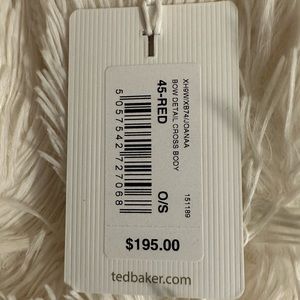 XH9W/XB74/JOANAA
BOW DETAIL CROSS BODY
151189
45-RED
O/S
5057542727068
$195.00
tedbaker.com